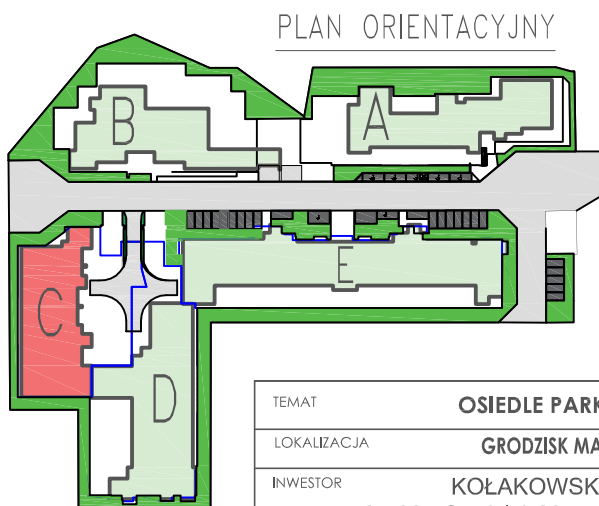 PLAN ORIENTACYJNY
B
A
E
C
D
TEMAT OSIEDLE PARK
LOKALIZACJA GRODZISK MA
INWESTOR KOŁAKOWSK